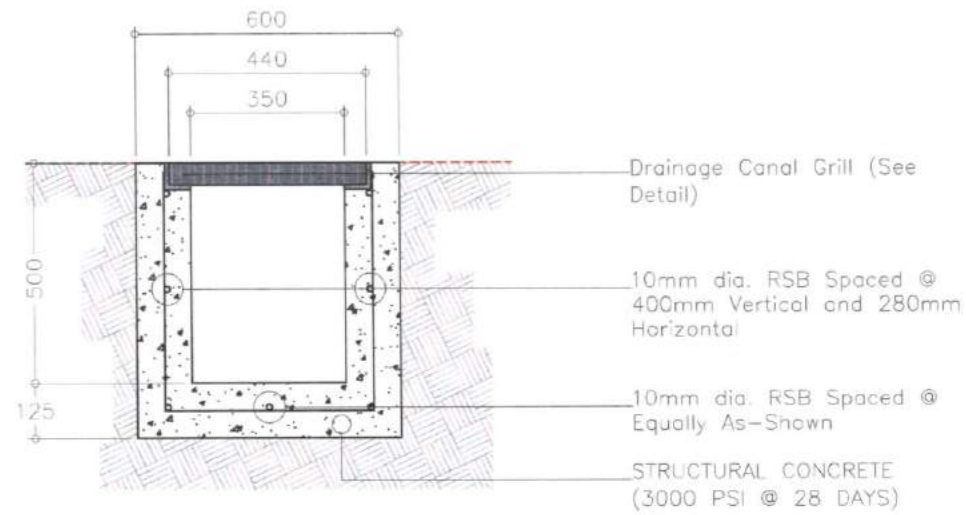 600
440
350
500
125
Drainage Canal Grill (See
Detail)
10mm dia. RSB Spaced @
400mm Vertical and 280mm
Horizontal
10mm dia. RSB Spaced @
Equally As-Shown
STRUCTURAL CONCRETE
(3000 PSI @ 28 DAYS)